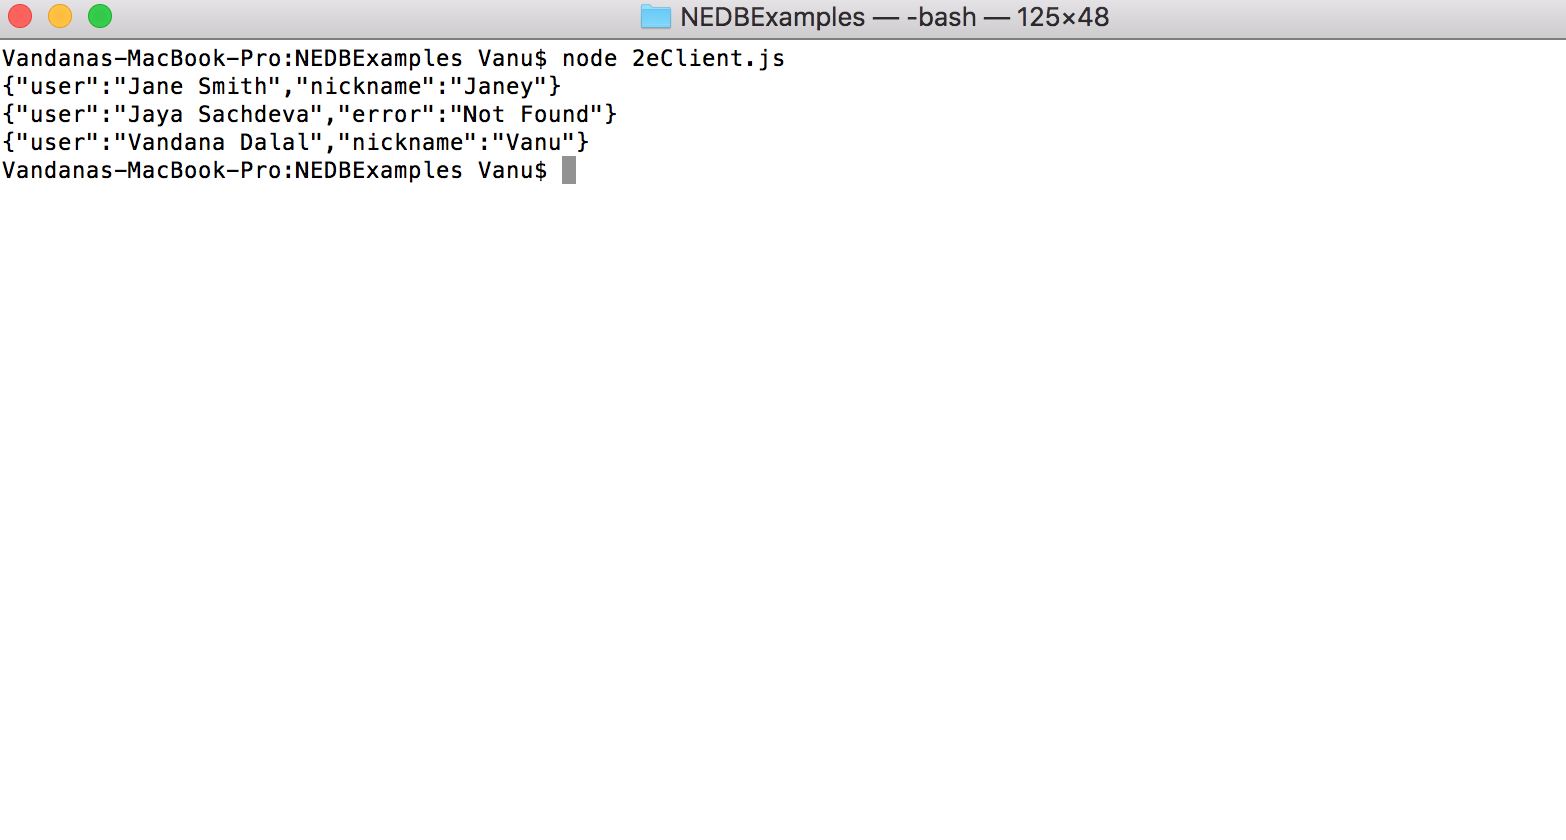 NEDBExamples — -bash — 125×48
Vandanas-MacBook-Pro:NEDBExamples Vanu$ node 2eClient.js
{"user":"Jane Smith","nickname":"Janey"}
{"user":"Jaya Sachdeva","error":"Not Found"}
{"user":"Vandana Dalal","nickname":"Vanu"}
Vandanas-MacBook-Pro:NEDBExamples Vanu$